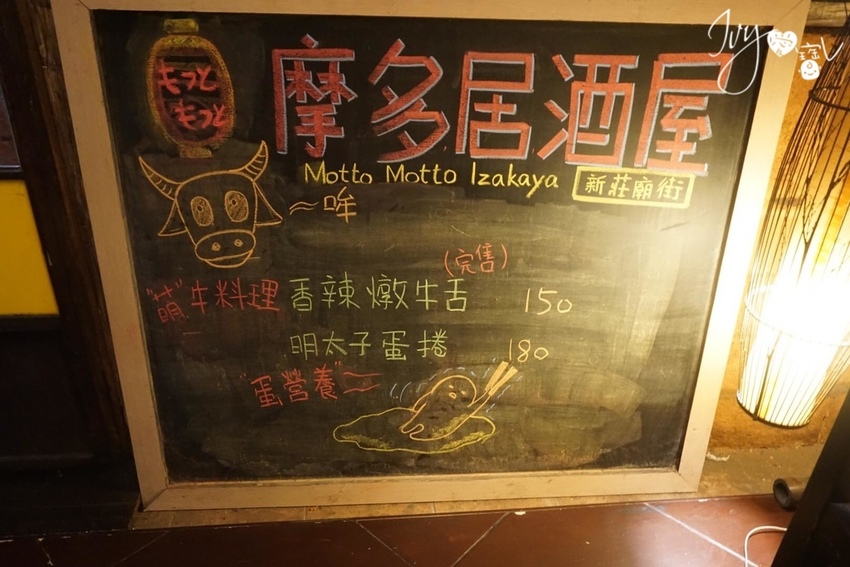 もっと
もっと
摩多居酒屋
Motto Motto Izakaya
新莊廟街
~哞
(完售)
"萌"牛料理 香辣燉牛舌 150
明太子蛋捲 180
"蛋營養"~
Ivy